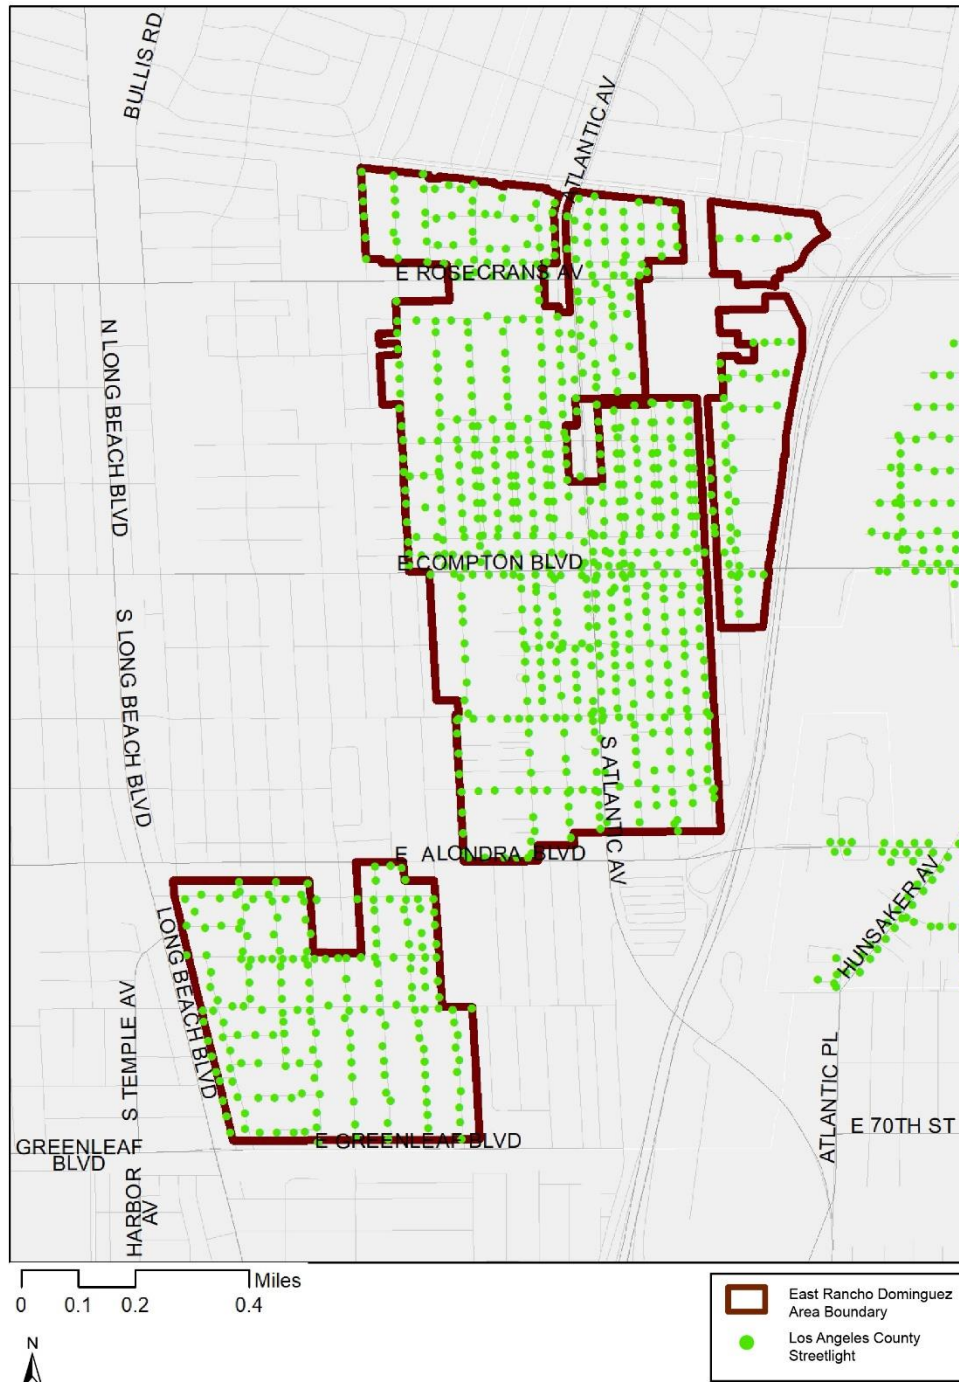 BULLIS RD
ATLANTIC AV
E ROSECRANS AV
N LONG BEACH BLVD
E COMPTON BLVD
S LONG BEACH BLVD
S ATLANTIC AV
E ALONDRA BLVD
HUNSAKER AV
LONG BEACH BLVD
S TEMPLE AV
ATLANTIC PL
E 70TH ST
E GREENLEAF BLVD
GREENLEAF
BLVD
HARBOR
AV
Miles
0 0.1 0.2 0.4
N
East Rancho Dominguez
Area Boundary
Los Angeles County
Streetlight